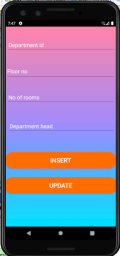 7:47
Department id
Floor no
No of rooms
Department head
INSERT
UPDATE